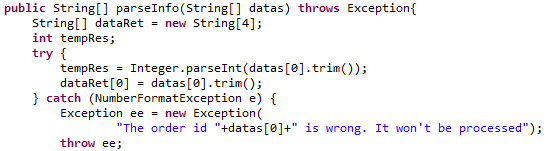 public String[] parseInfo(String[] datas) throws Exception{
    String[] dataRet = new String[4];
    int tempRes;
    try {
        tempRes = Integer.parseInt(datas[0].trim());
        dataRet[0] = datas[0].trim();
    } catch (NumberFormatException e) {
        Exception ee = new Exception(
                "The order id "+datas[0]+" is wrong. It won't be processed");
        throw ee;